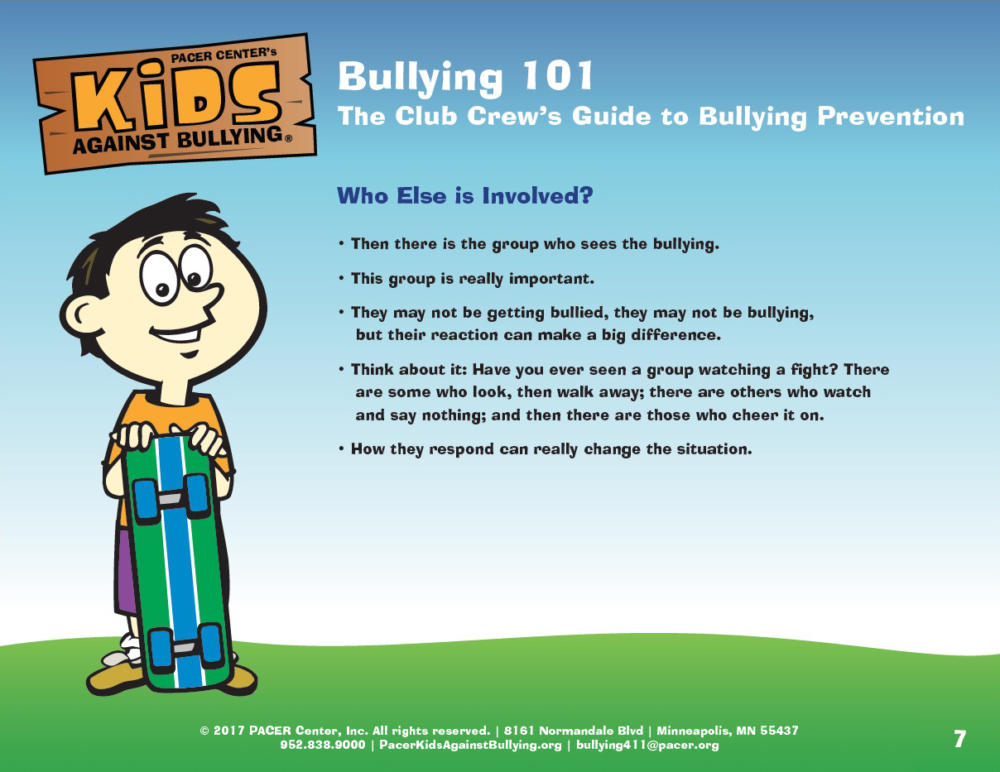 PACER CENTER's
KiDS
AGAINST BULLYING®
Bullying 101
The Club Crew's Guide to Bullying Prevention
Who Else is Involved?
• Then there is the group who sees the bullying.
• This group is really important.
• They may not be getting bullied, they may not be bullying,
but their reaction can make a big difference.
• Think about it: Have you ever seen a group watching a fight? There
are some who look, then walk away; there are others who watch
and say nothing; and then there are those who cheer it on.
• How they respond can really change the situation.
© 2017 PACER Center, Inc. All rights reserved. | 8161 Normandale Blvd | Minneapolis, MN 55437
952.838.9000 | PacerKidsAgainstBullying.org | bullying411@pacer.org
7